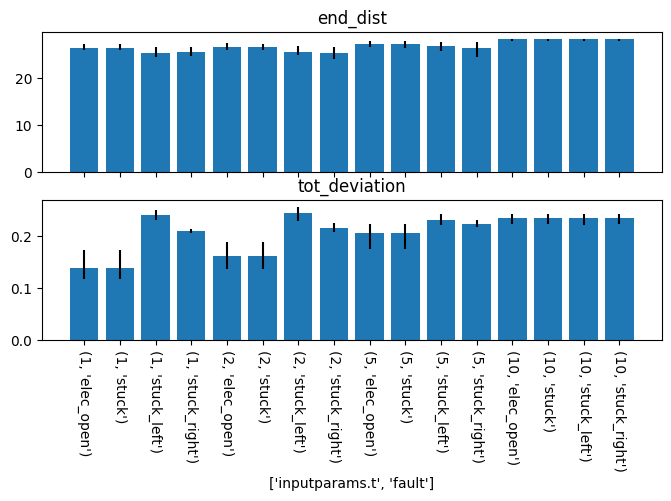 end_dist
20
10
0
tot_deviation
0.2
0.1
0.0
(1, 'elec_open')
(1, 'stuck')
(1, 'stuck_left')
(1, 'stuck_right')
(2, 'elec_open')
(2, 'stuck')
(2, 'stuck_left')
(2, 'stuck_right')
(5, 'elec_open')
(5, 'stuck')
(5, 'stuck_left')
(5, 'stuck_right')
(10, 'elec_open')
(10, 'stuck')
(10, 'stuck_left')
(10, 'stuck_right')
['inputparams.t', 'fault']